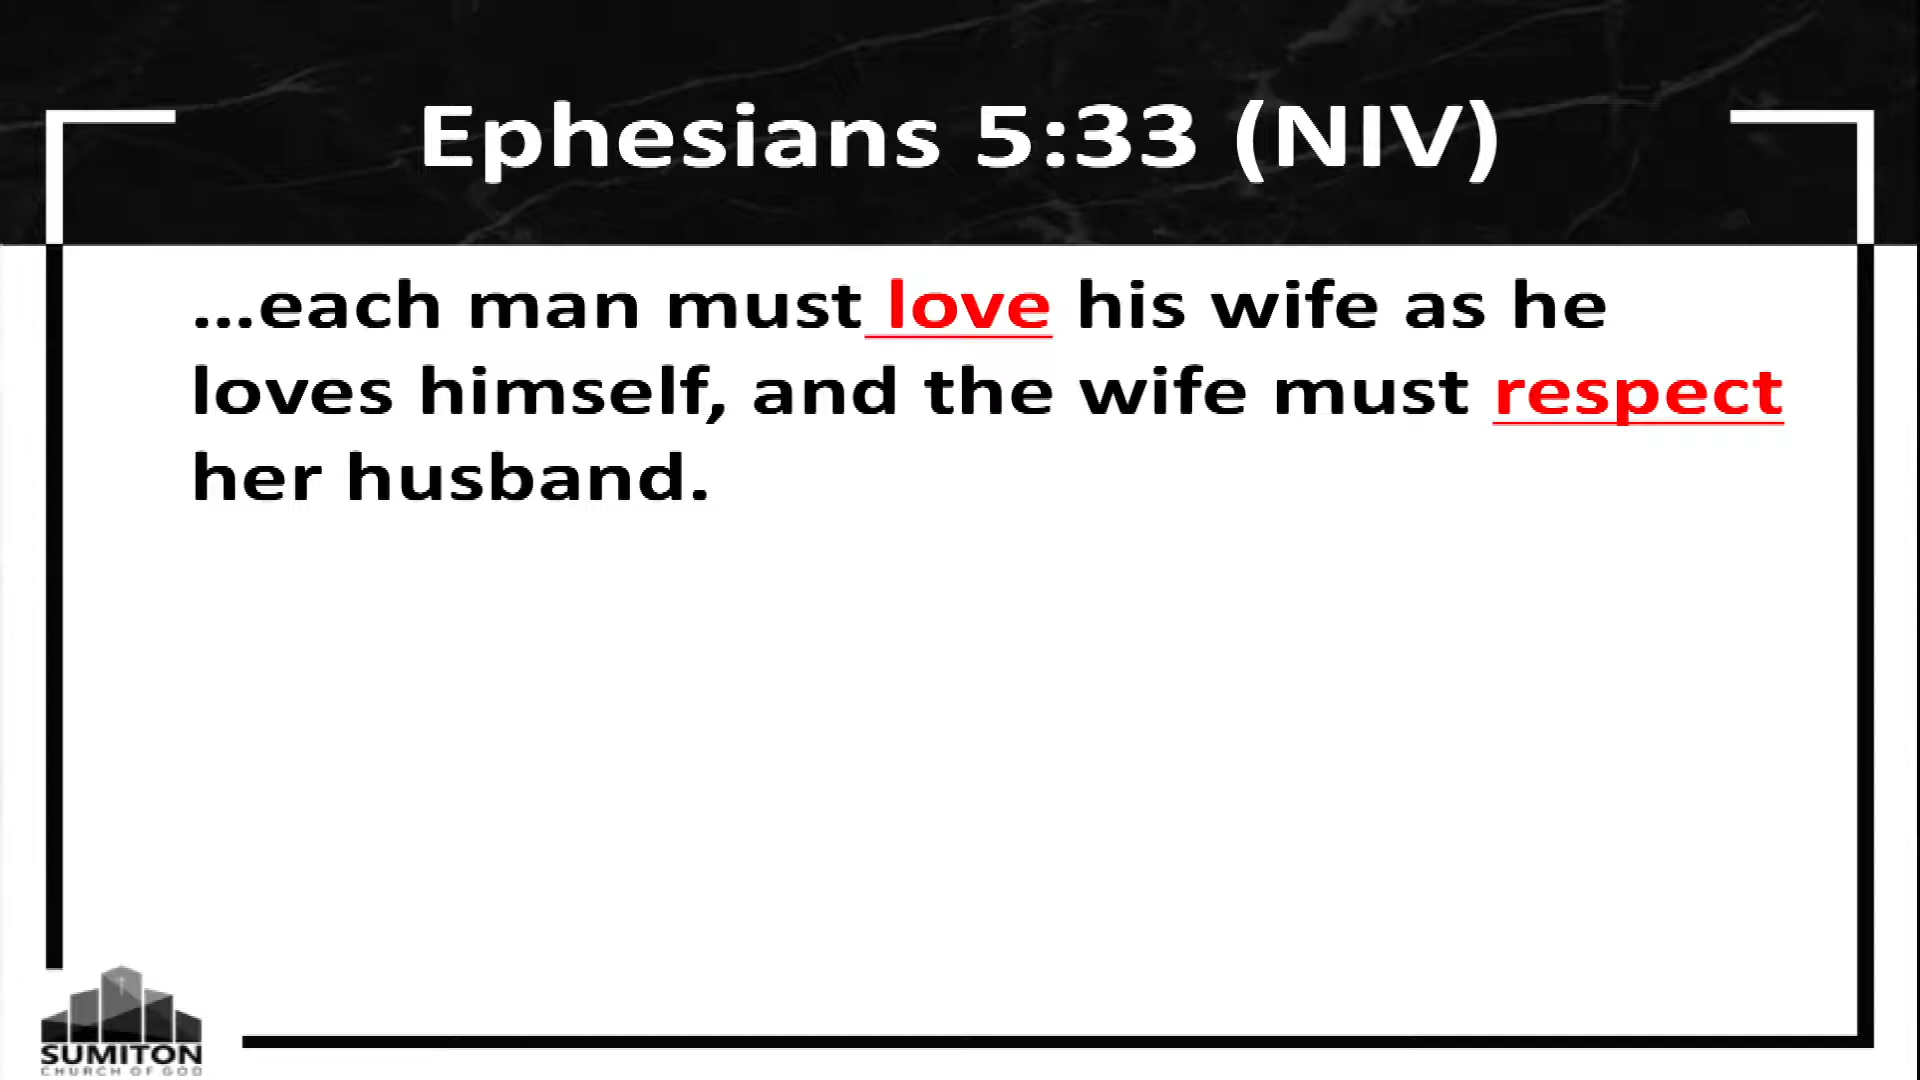 Ephesians 5:33 (NIV)
...each man must love his wife as he
loves himself, and the wife must respect
her husband.
SUMITON
CHURCH OF GOD